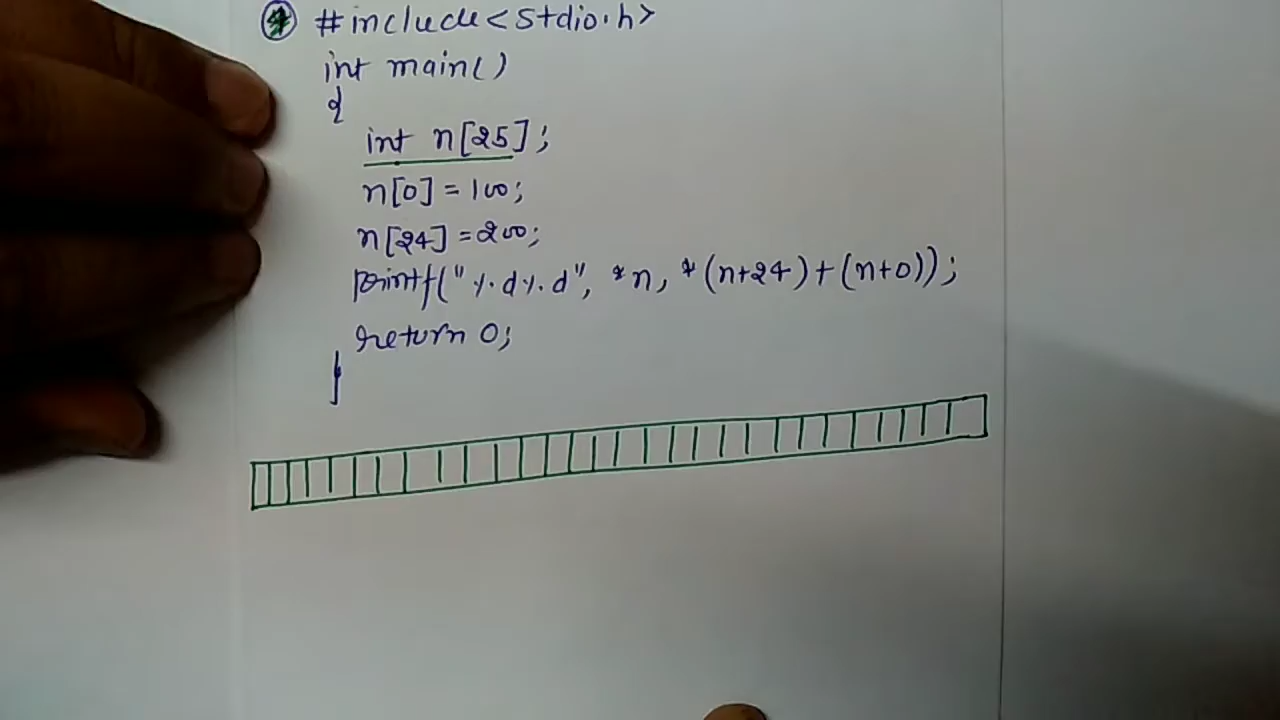 #include<stdio.h>
int main()
{
int n[25];
n[0]=100;
n[24]=200;
printf("%d%d", *n, *(n+24)+(n+0));
return 0;
}